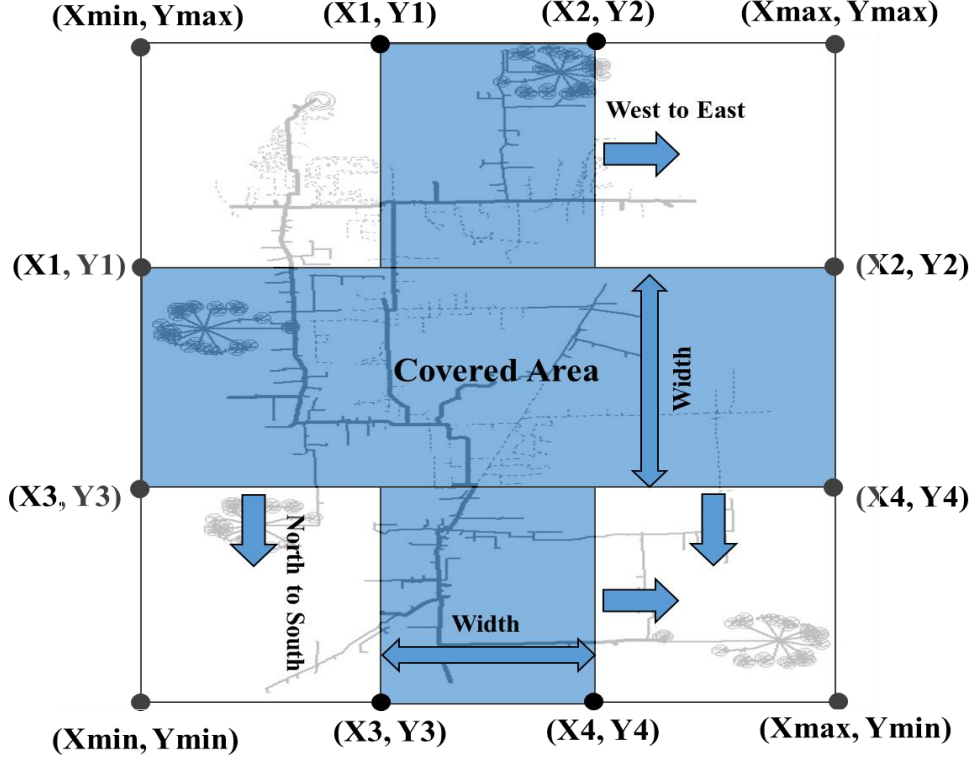 (Xmin, Ymax)
(X1, Y1)
(X2, Y2)
(Xmax, Ymax)
West to East
(X1, Y1)
(X2, Y2)
Covered Area
Width
(X3, Y3)
(X4, Y4)
North to South
Width
(Xmin, Ymin)
(X3, Y3)
(X4, Y4)
(Xmax, Ymin)